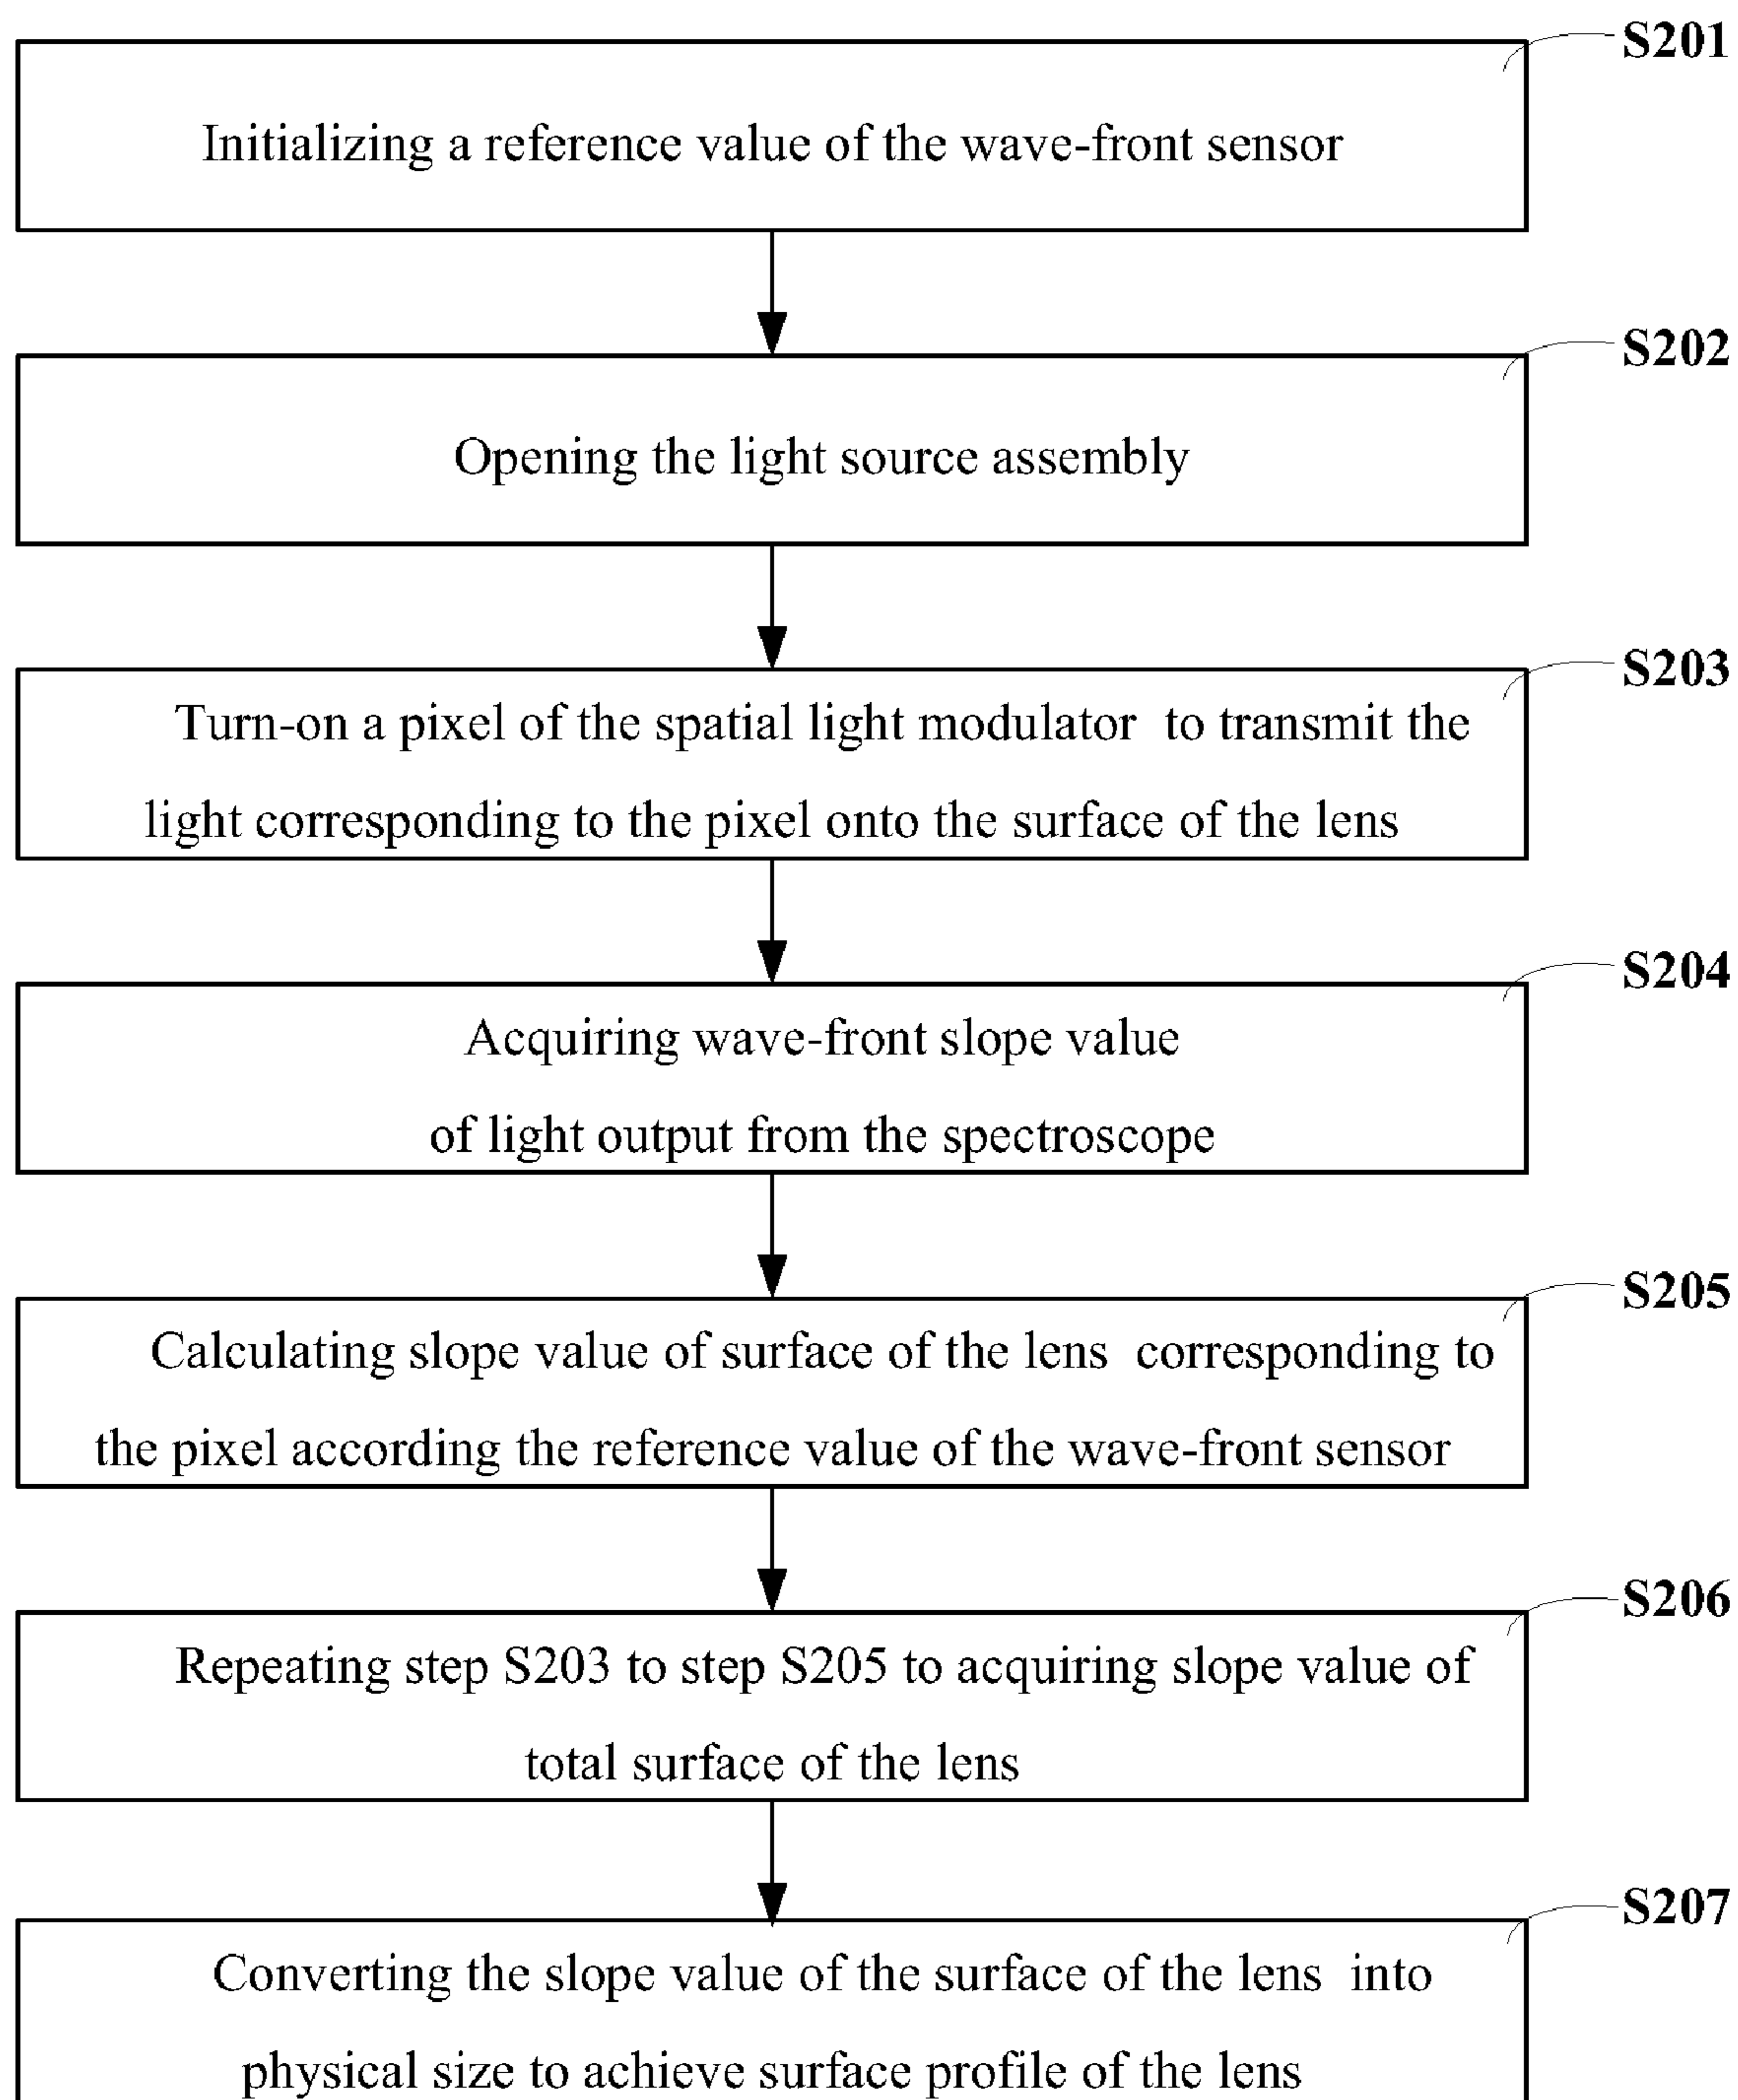 S201
Initializing a reference value of the wave-front sensor
S202
Opening the light source assembly
S203
Turn-on a pixel of the spatial light modulator to transmit the
light corresponding to the pixel onto the surface of the lens
S204
Acquiring wave-front slope value
of light output from the spectroscope
S205
Calculating slope value of surface of the lens corresponding to
the pixel according the reference value of the wave-front sensor
S206
Repeating step S203 to step S205 to acquiring slope value of
total surface of the lens
S207
Converting the slope value of the surface of the lens into
physical size to achieve surface profile of the lens